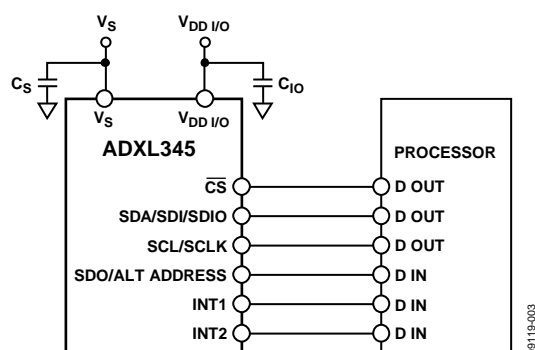 VS VDD I/O
CS CIO
VS VDD I/O
ADXL345
PROCESSOR
CS D OUT
SDA/SDI/SDIO D OUT
SCL/SCLK D OUT
SDO/ALT ADDRESS D IN
INT1 D IN
INT2 D IN
9119-003